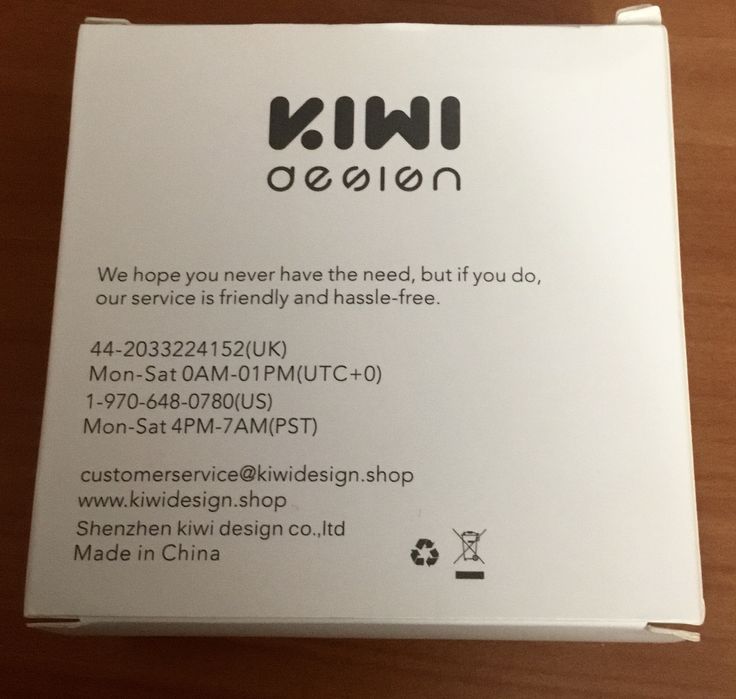 KIWI
design
We hope you never have the need, but if you do,
our service is friendly and hassle-free.
44-2033224152(UK)
Mon-Sat 0AM-01PM(UTC+0)
1-970-648-0780(US)
Mon-Sat 4PM-7AM(PST)
customerservice@kiwidesign.shop
www.kiwidesign.shop
Shenzhen kiwi design co.,ltd
Made in China